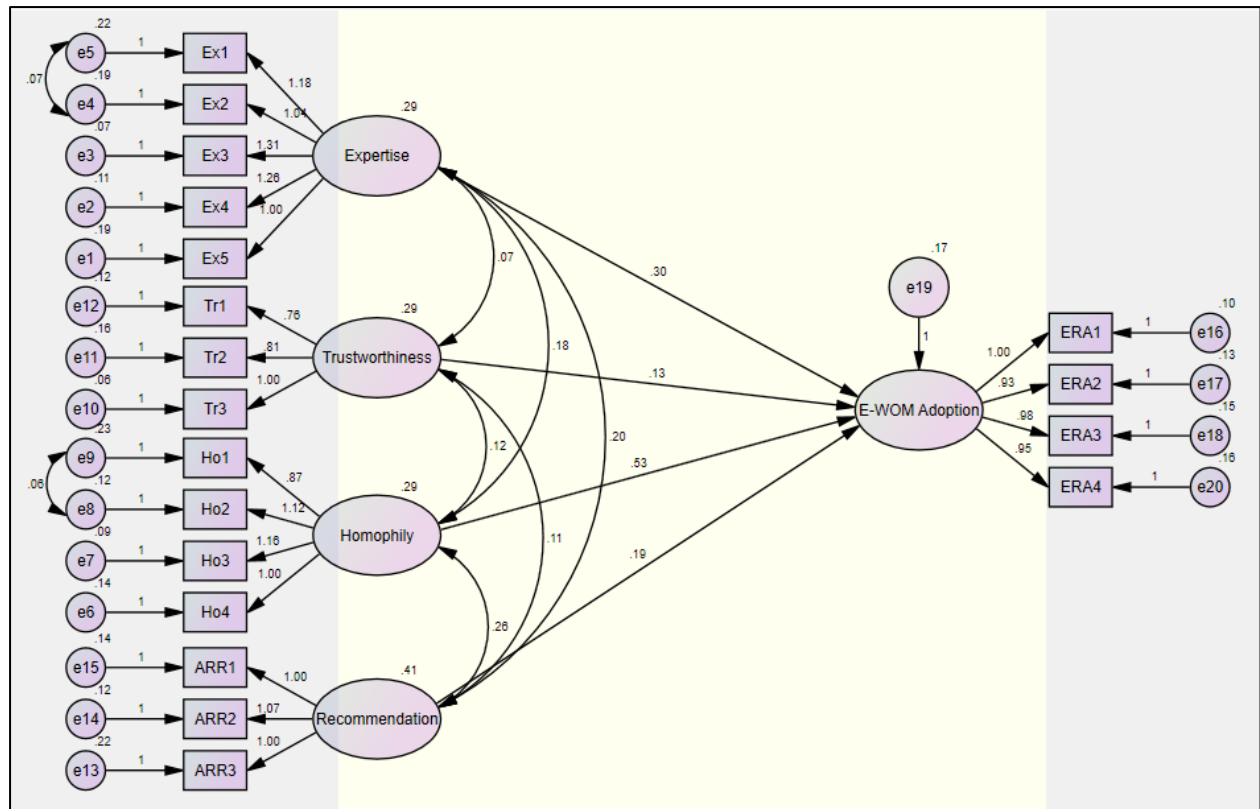 .22
e5 1 Ex1
.19
.07
e4 1 Ex2
.07
e3 1 Ex3
.11
e2 1 Ex4
.19
e1 1 Ex5
.12
e12 1 Tr1
.16
e11 1 Tr2
.06
e10 1 Tr3
.23
e9 1 Ho1
.12
.06
e8 1 Ho2
.09
e7 1 Ho3
.14
e6 1 Ho4
.14
e15 1 ARR1
.12
e14 1 ARR2
.22
e13 1 ARR3
1.18
1.04
1.31
1.26
1.00
.29
Expertise
.76
.81
1.00
.29
Trustworthiness
.87
1.12
1.16
1.00
.29
Homophily
1.00
1.07
1.00
.41
Recommendation
.07
.18
.20
.12
.11
.26
.30
.13
.53
.19
.17
e19
1
E-WOM Adoption
1.00
.93
.98
.95
.10
ERA1 1 e16
.13
ERA2 1 e17
.15
ERA3 1 e18
.16
ERA4 1 e20